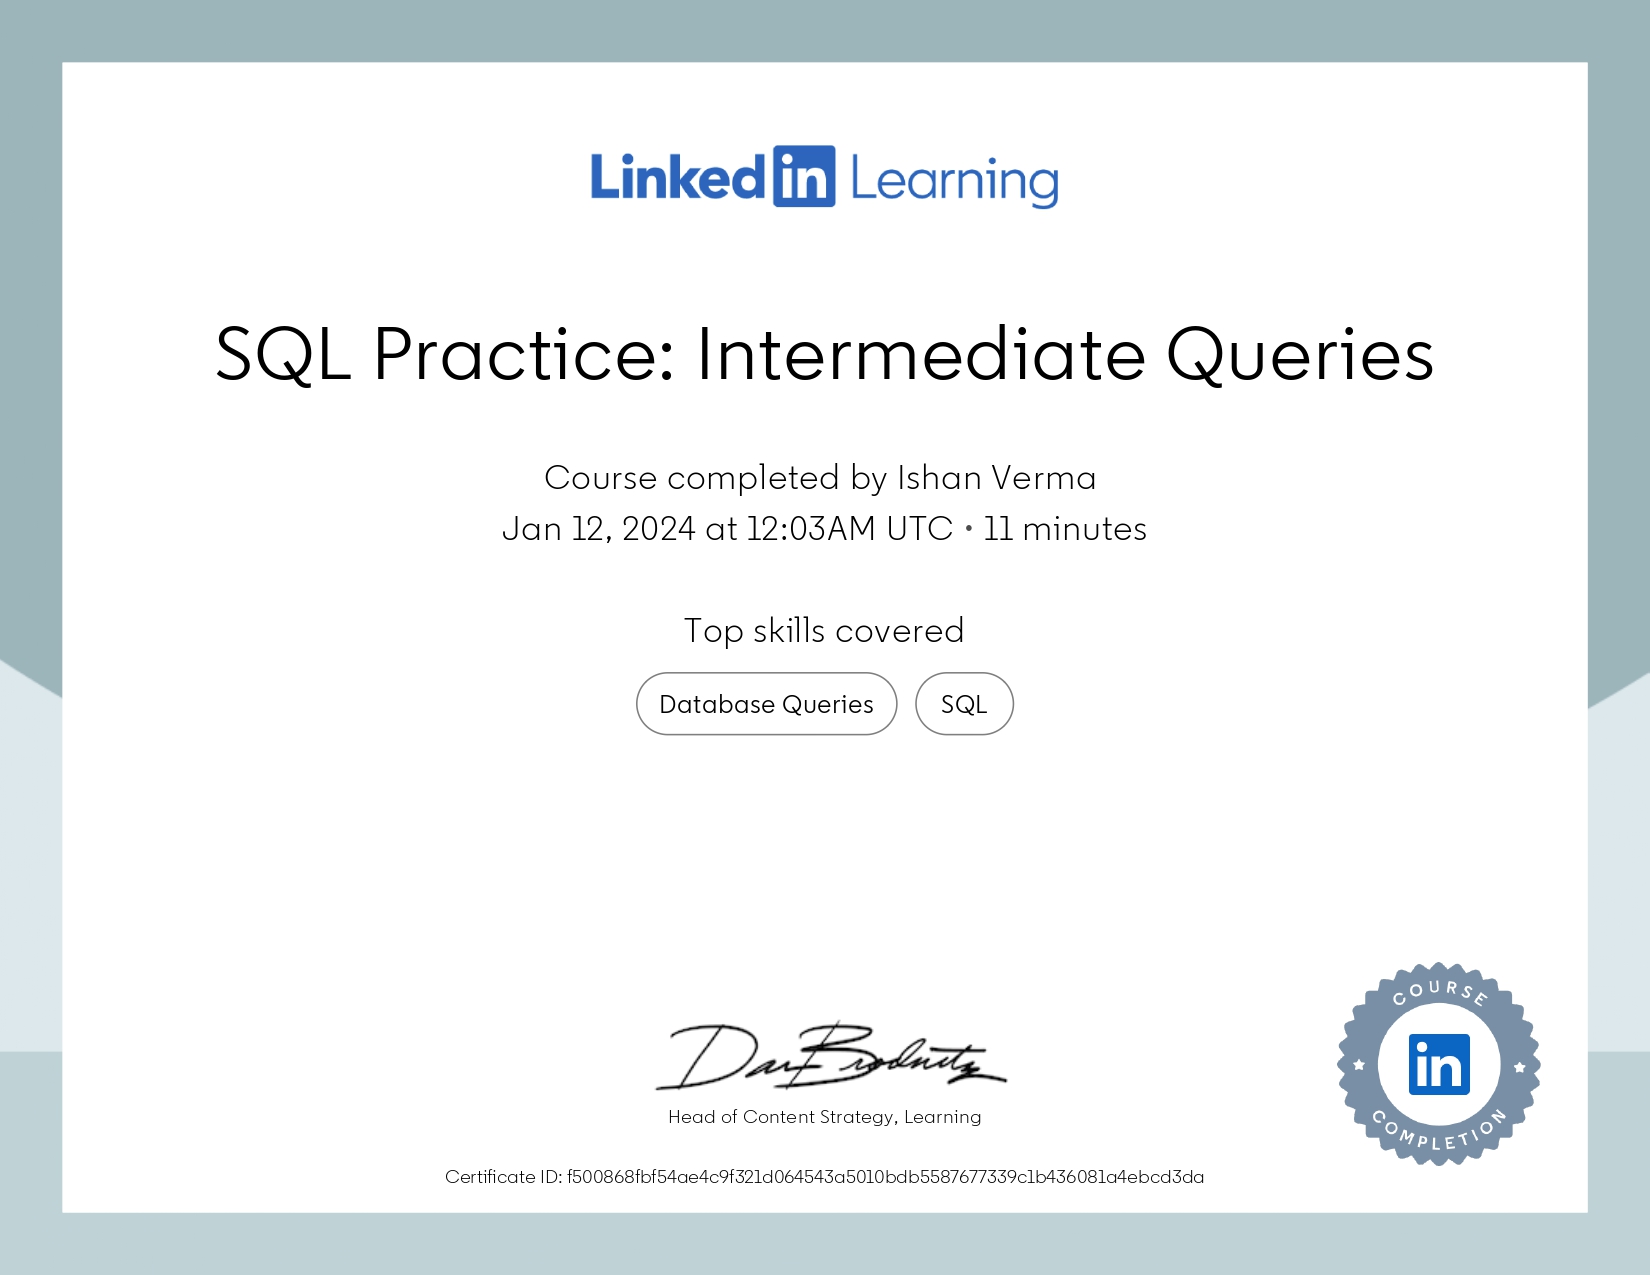 Linked in Learning
SQL Practice: Intermediate Queries
Course completed by Ishan Verma
Jan 12, 2024 at 12:03AM UTC • 11 minutes
Top skills covered
Database Queries SQL
Dan Brodnitz
Head of Content Strategy, Learning
COURSE
in
COMPLETION
Certificate ID: f500868fbf54ae4c9f321d064543a5010bdb5587677339c1b436081a4ebcd3da